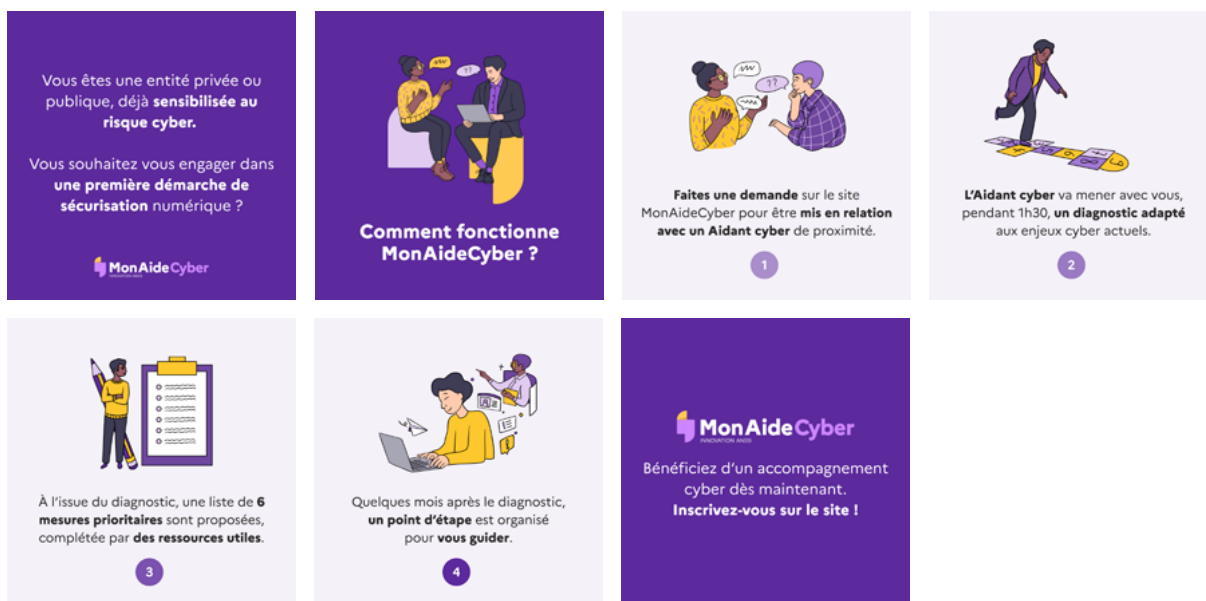 Vous êtes une entité privée ou
publique, déjà sensibilisée au
risque cyber.
Vous souhaitez vous engager dans
une première démarche de
sécurisation numérique ?
MonAideCyber
INNOVATION ANSSI
??
Comment fonctionne
MonAideCyber ?
??
Faites une demande sur le site
MonAideCyber pour être mis en relation
avec un Aidant cyber de proximité.
1
L'Aidant cyber va mener avec vous,
pendant 1h30, un diagnostic adapté
aux enjeux cyber actuels.
2
À l'issue du diagnostic, une liste de 6
mesures prioritaires sont proposées,
complétée par des ressources utiles.
3
Quelques mois après le diagnostic,
un point d'étape est organisé
pour vous guider.
4
MonAideCyber
INNOVATION ANSSI
Bénéficiez d'un accompagnement
cyber dès maintenant.
Inscrivez-vous sur le site !